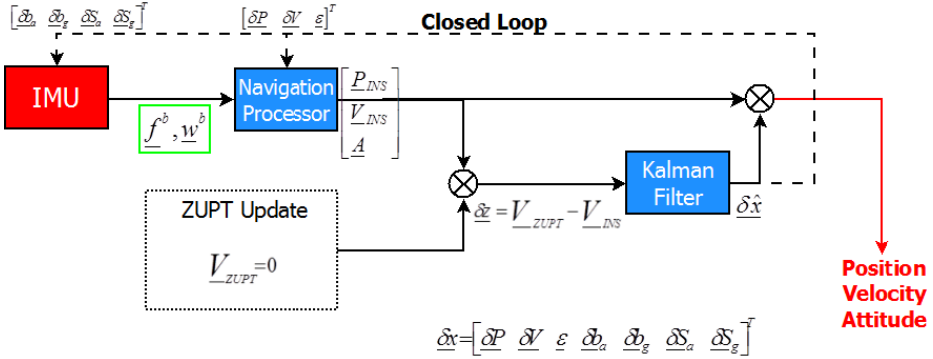 [δb_a δb_g δS_a δS_g]^T
[δP δV ε]^T
Closed Loop
IMU
Navigation
Processor
f^b, w^b
P_INS
V_INS
A
ZUPT Update
V_ZUPT=0
δz = V_ZUPT − V_INS
Kalman
Filter
δx̂
Position
Velocity
Attitude
δx=[δP δV ε δb_a δb_g δS_a δS_g]^T